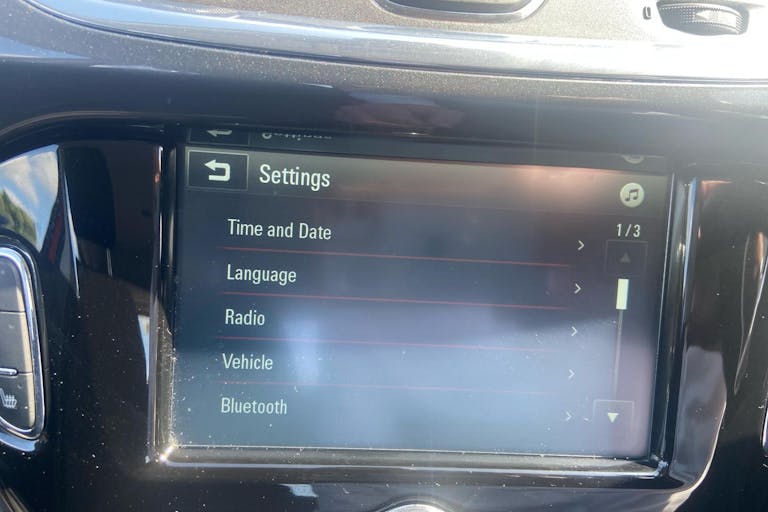 Settings
1/3
Time and Date
Language
Radio
Vehicle
Bluetooth